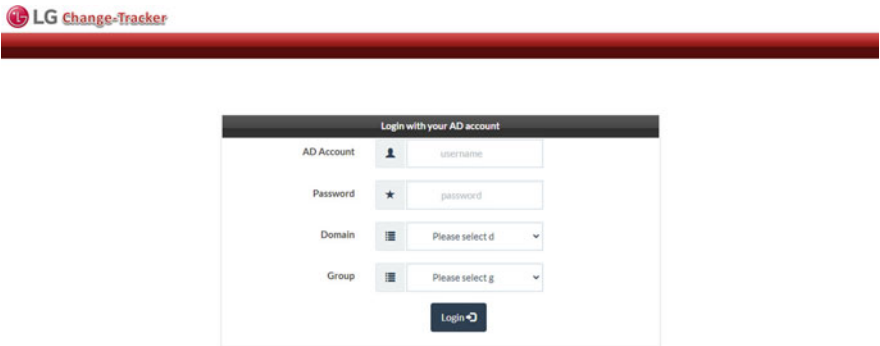 LG Change-Tracker
Login with your AD account
AD Account username
Password password
Domain Please select d
Group Please select g
Login